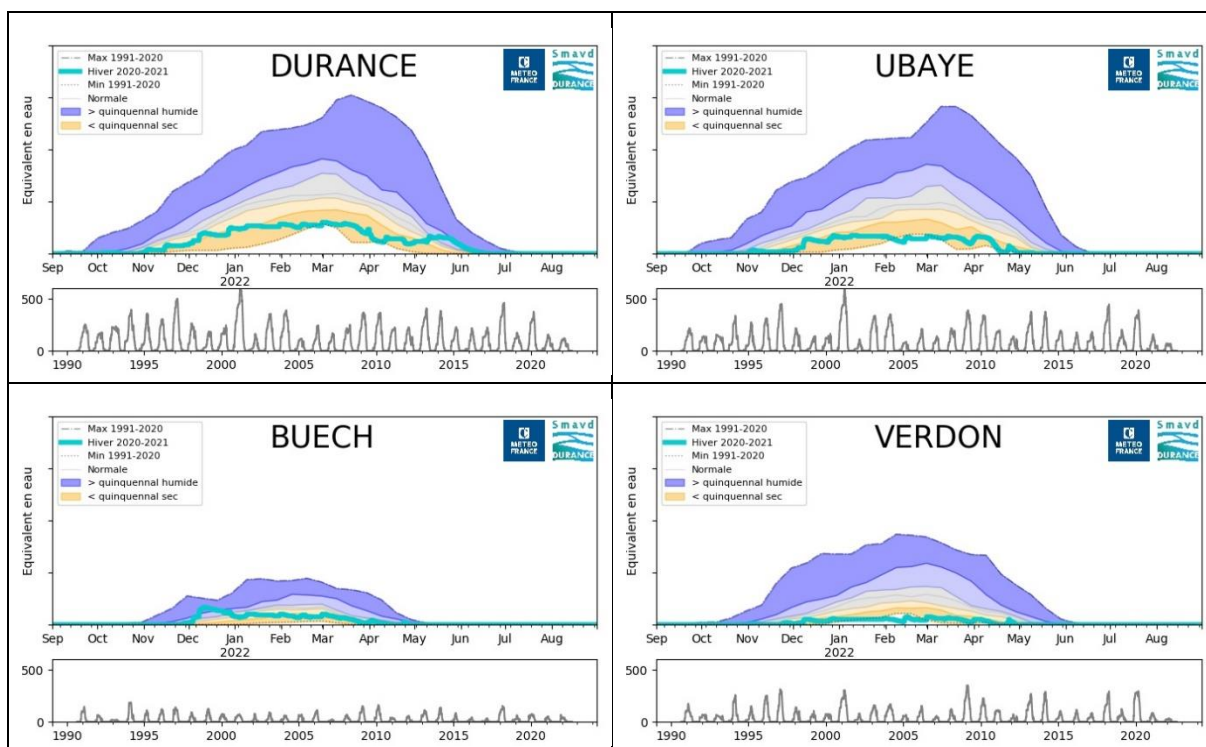 DURANCE
Equivalent en eau
Max 1991-2020
Hiver 2020-2021
Min 1991-2020
Normale
> quinquennal humide
< quinquennal sec
METEO
FRANCE
Smavd
DURANCE
Sep Oct Nov Dec Jan Feb Mar Apr May Jun Jul Aug
2022
500
0
1990 1995 2000 2005 2010 2015 2020
UBAYE
Equivalent en eau
Max 1991-2020
Hiver 2020-2021
Min 1991-2020
Normale
> quinquennal humide
< quinquennal sec
METEO
FRANCE
Smavd
DURANCE
Sep Oct Nov Dec Jan Feb Mar Apr May Jun Jul Aug
2022
500
0
1990 1995 2000 2005 2010 2015 2020
BUECH
Equivalent en eau
Max 1991-2020
Hiver 2020-2021
Min 1991-2020
Normale
> quinquennal humide
< quinquennal sec
METEO
FRANCE
Smavd
DURANCE
Sep Oct Nov Dec Jan Feb Mar Apr May Jun Jul Aug
2022
500
0
1990 1995 2000 2005 2010 2015 2020
VERDON
Equivalent en eau
Max 1991-2020
Hiver 2020-2021
Min 1991-2020
Normale
> quinquennal humide
< quinquennal sec
METEO
FRANCE
Smavd
DURANCE
Sep Oct Nov Dec Jan Feb Mar Apr May Jun Jul Aug
2022
500
0
1990 1995 2000 2005 2010 2015 2020